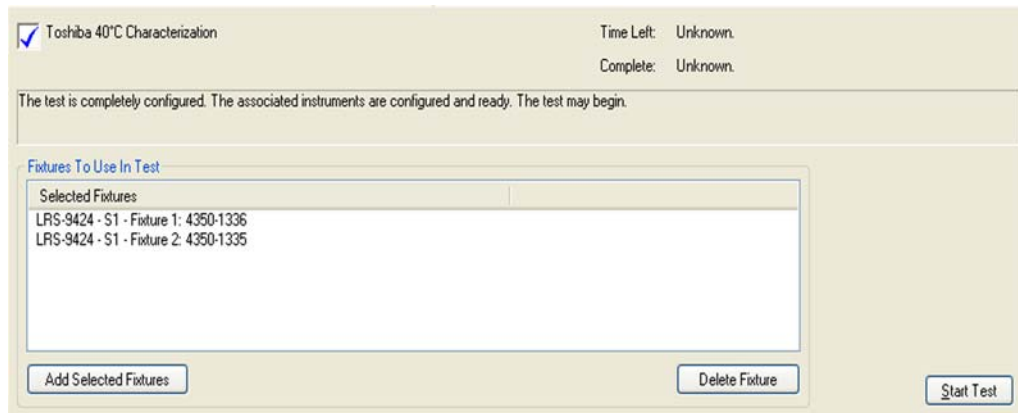 Toshiba 40°C Characterization
Time Left: Unknown.
Complete: Unknown.
The test is completely configured. The associated instruments are configured and ready. The test may begin.
Fixtures To Use In Test
Selected Fixtures
LRS-9424 - S1 - Fixture 1: 4350-1336
LRS-9424 - S1 - Fixture 2: 4350-1335
Add Selected Fixtures
Delete Fixture
Start Test